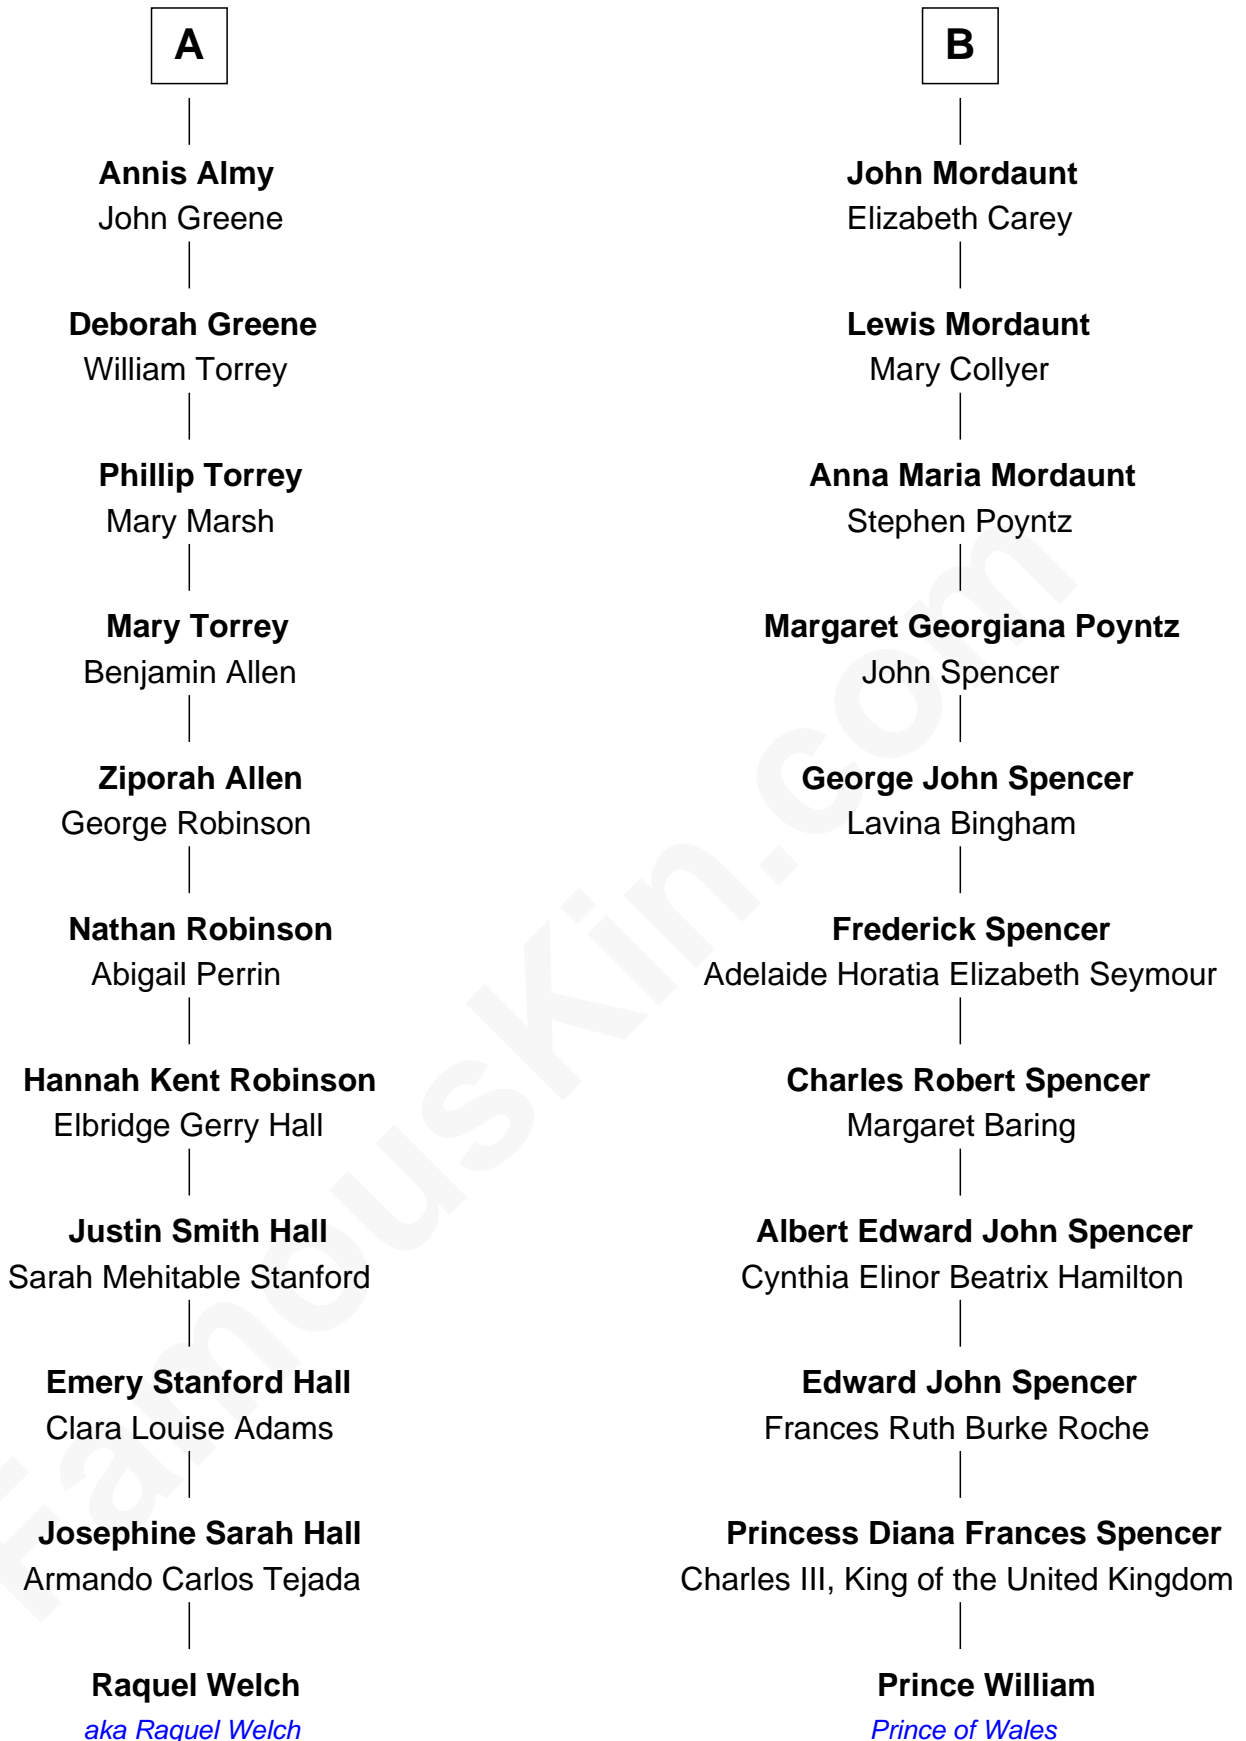 A
Annis Almy
John Greene
Deborah Greene
William Torrey
Phillip Torrey
Mary Marsh
Mary Torrey
Benjamin Allen
Ziporah Allen
George Robinson
Nathan Robinson
Abigail Perrin
Hannah Kent Robinson
Elbridge Gerry Hall
Justin Smith Hall
Sarah Mehitable Stanford
Emery Stanford Hall
Clara Louise Adams
Josephine Sarah Hall
Armando Carlos Tejada
Raquel Welch
aka Raquel Welch
B
John Mordaunt
Elizabeth Carey
Lewis Mordaunt
Mary Collyer
Anna Maria Mordaunt
Stephen Poyntz
Margaret Georgiana Poyntz
John Spencer
George John Spencer
Lavina Bingham
Frederick Spencer
Adelaide Horatia Elizabeth Seymour
Charles Robert Spencer
Margaret Baring
Albert Edward John Spencer
Cynthia Elinor Beatrix Hamilton
Edward John Spencer
Frances Ruth Burke Roche
Princess Diana Frances Spencer
Charles III, King of the United Kingdom
Prince William
Prince of Wales
FamousKin.com